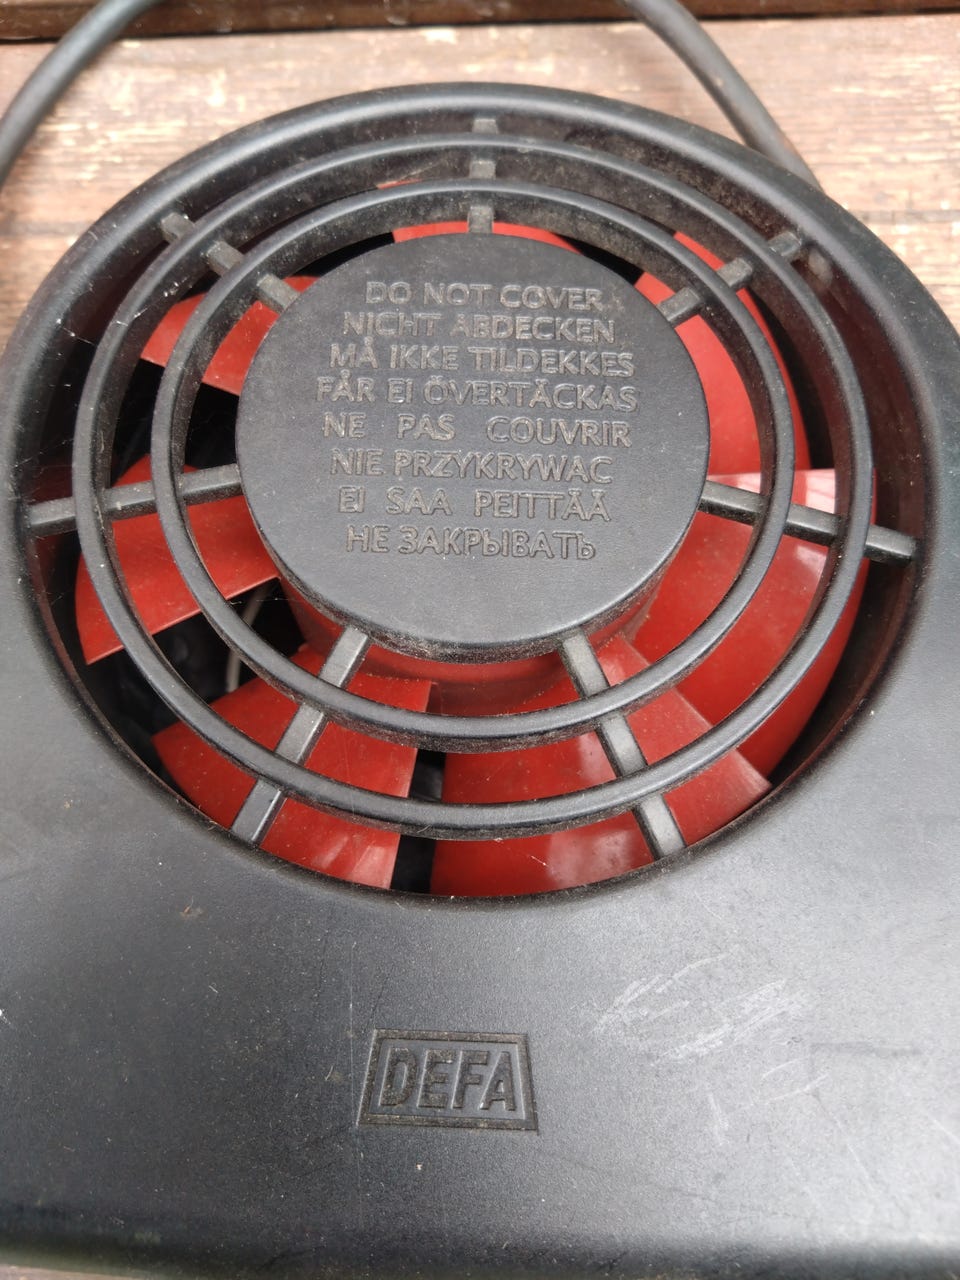 DO NOT COVER
NICHT ABDECKEN
MÅ IKKE TILDEKKES
FÅR EI ÖVERTÄCKAS
NE PAS COUVRIR
NIE PRZYKRYWAC
EI SAA PEITTÄÄ
НЕ ЗАКРЫВАТЬ
DEFA